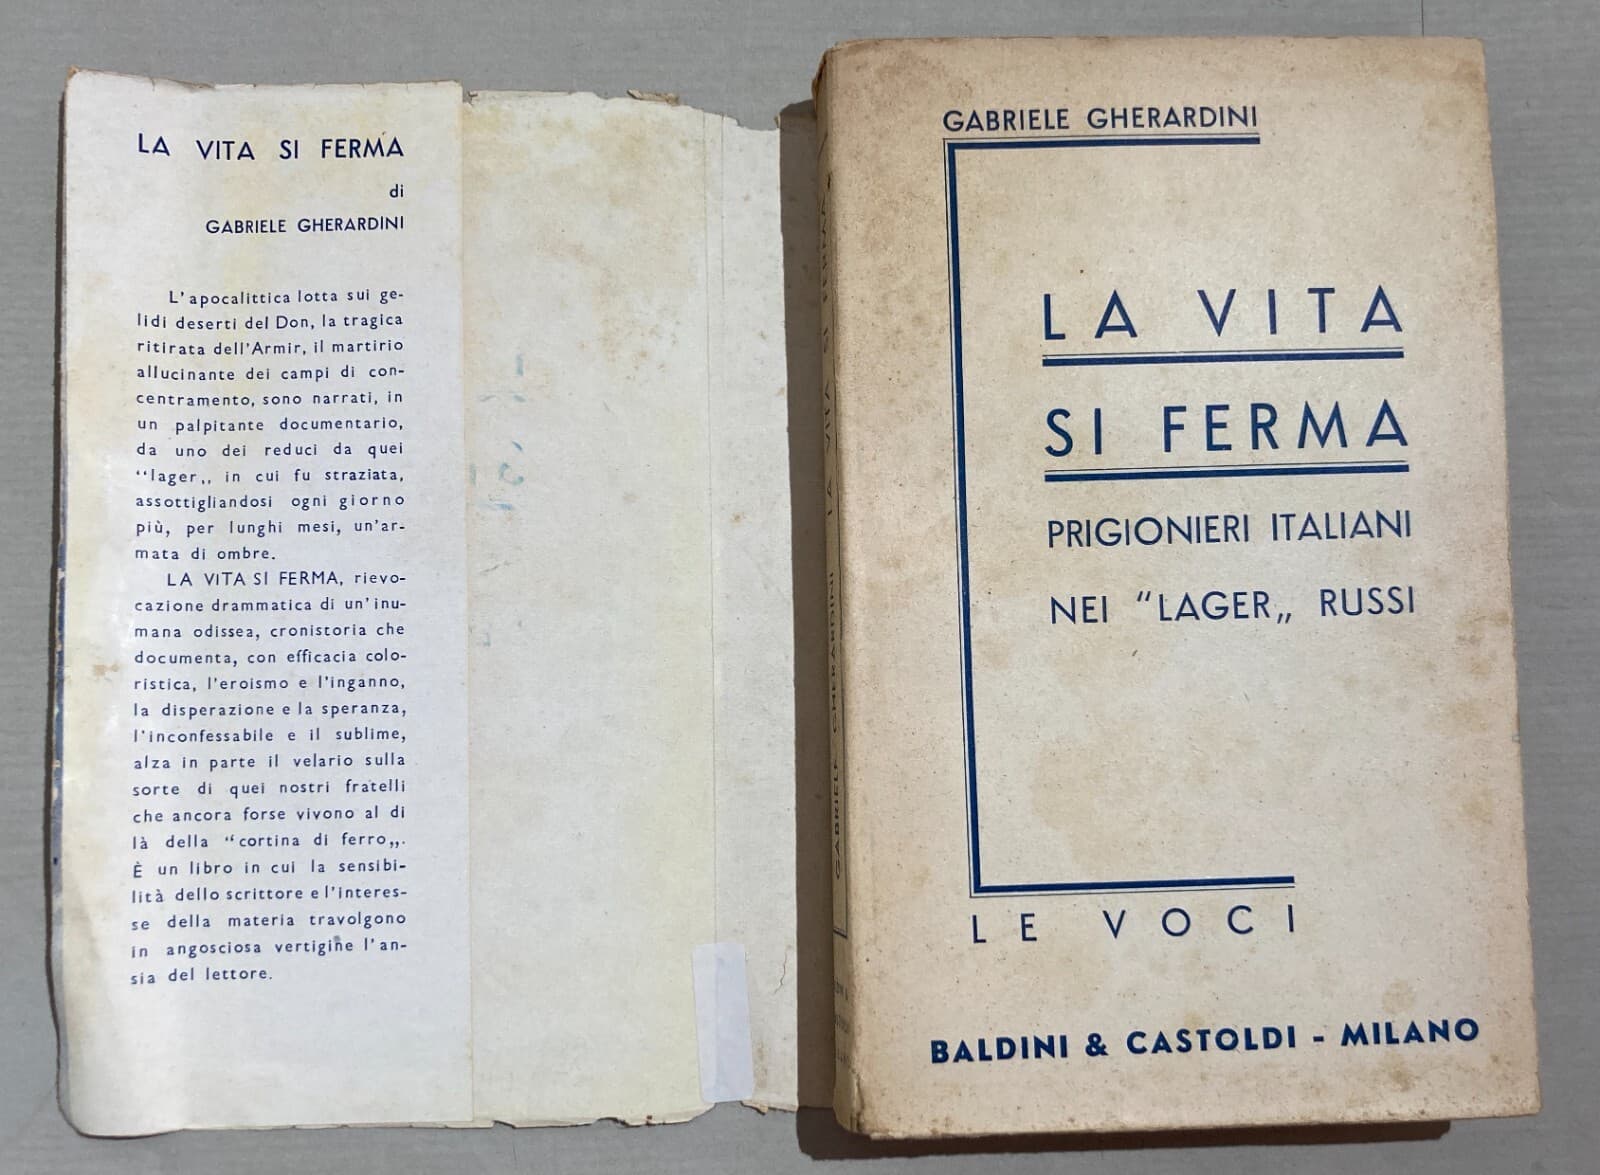 LA VITA SI FERMA
di
GABRIELE GHERARDINI
L'apocalittica lotta sui ge-
lidi deserti del Don, la tragica
ritirata dell'Armir, il martirio
allucinante dei campi di con-
centramento, sono narrati, in
un palpitante documentario,
da uno dei reduci da quei
“lager„ in cui fu straziata,
assottigliandosi ogni giorno
più, per lunghi mesi, un'ar-
mata di ombre.
LA VITA SI FERMA, rievo-
cazione drammatica di un'inu-
mana odissea, cronistoria che
documenta, con efficacia colo-
ristica, l'eroismo e l'inganno,
la disperazione e la speranza,
l'inconfessabile e il sublime,
alza in parte il velario sulla
sorte di quei nostri fratelli
che ancora forse vivono al di
là della “cortina di ferro„.
È un libro in cui la sensibi-
lità dello scrittore e l'interes-
se della materia travolgono
in angosciosa vertigine l'an-
sia del lettore.
GABRIELE GHERARDINI LA VITA SI FERMA
GABRIELE GHERARDINI
LA VITA
SI FERMA
PRIGIONIERI ITALIANI
NEI “LAGER„ RUSSI
LE VOCI
BALDINI & CASTOLDI - MILANO